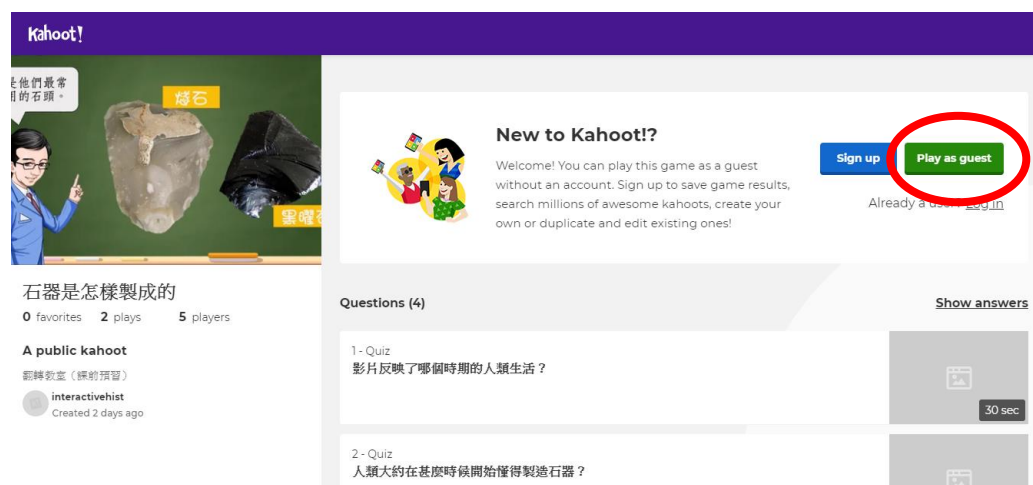 Kahoot!
是他們最常
用的石頭。
燧石
黑曜石
New to Kahoot!?
Welcome! You can play this game as a guest
without an account. Sign up to save game results,
search millions of awesome kahoots, create your
own or duplicate and edit existing ones!
Sign up
Play as guest
Already a user? Log in
石器是怎樣製成的
0 favorites 2 plays 5 players
A public kahoot
翻轉教室（課前預習）
interactivehist
Created 2 days ago
Questions (4)
Show answers
1 - Quiz
影片反映了哪個時期的人類生活？
30 sec
2 - Quiz
人類大約在甚麼時候開始懂得製造石器？